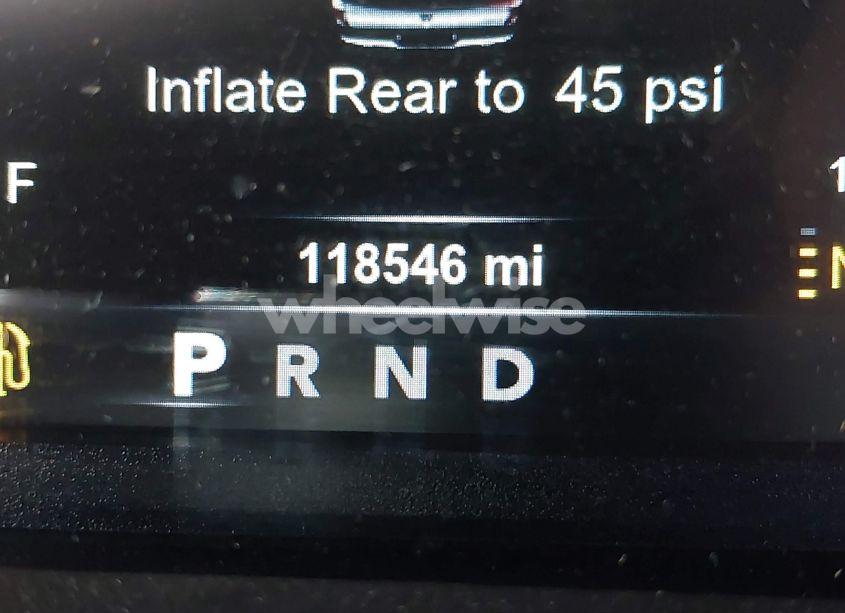 Inflate Rear to 45 psi
F
118546 mi
wheelwise
P R N D